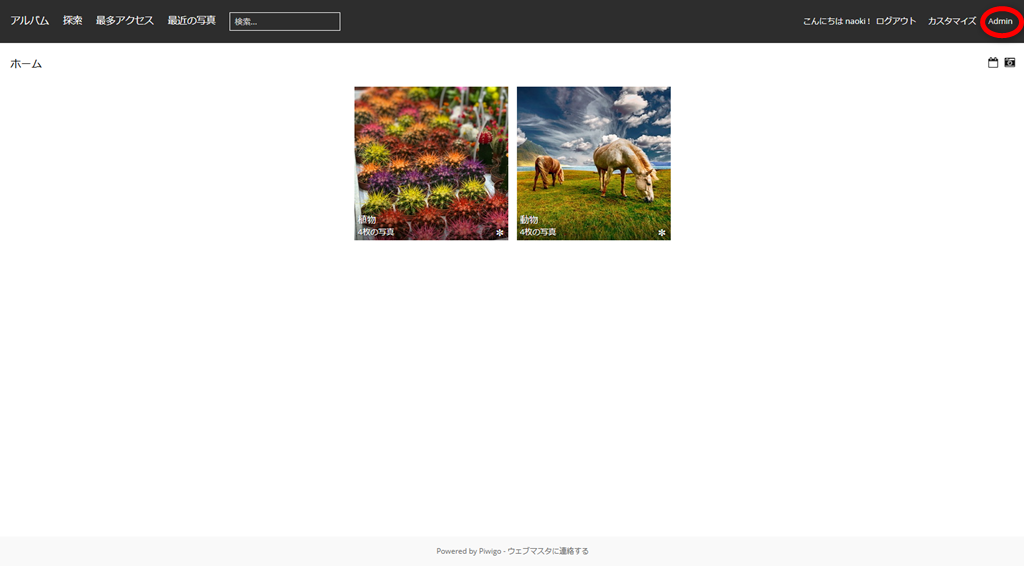 アルバム 探索 最多アクセス 最近の写真 検索... こんにちは naoki ! ログアウト カスタマイズ Admin
ホーム
植物
4枚の写真
動物
4枚の写真
Powered by Piwigo - ウェブマスタに連絡する